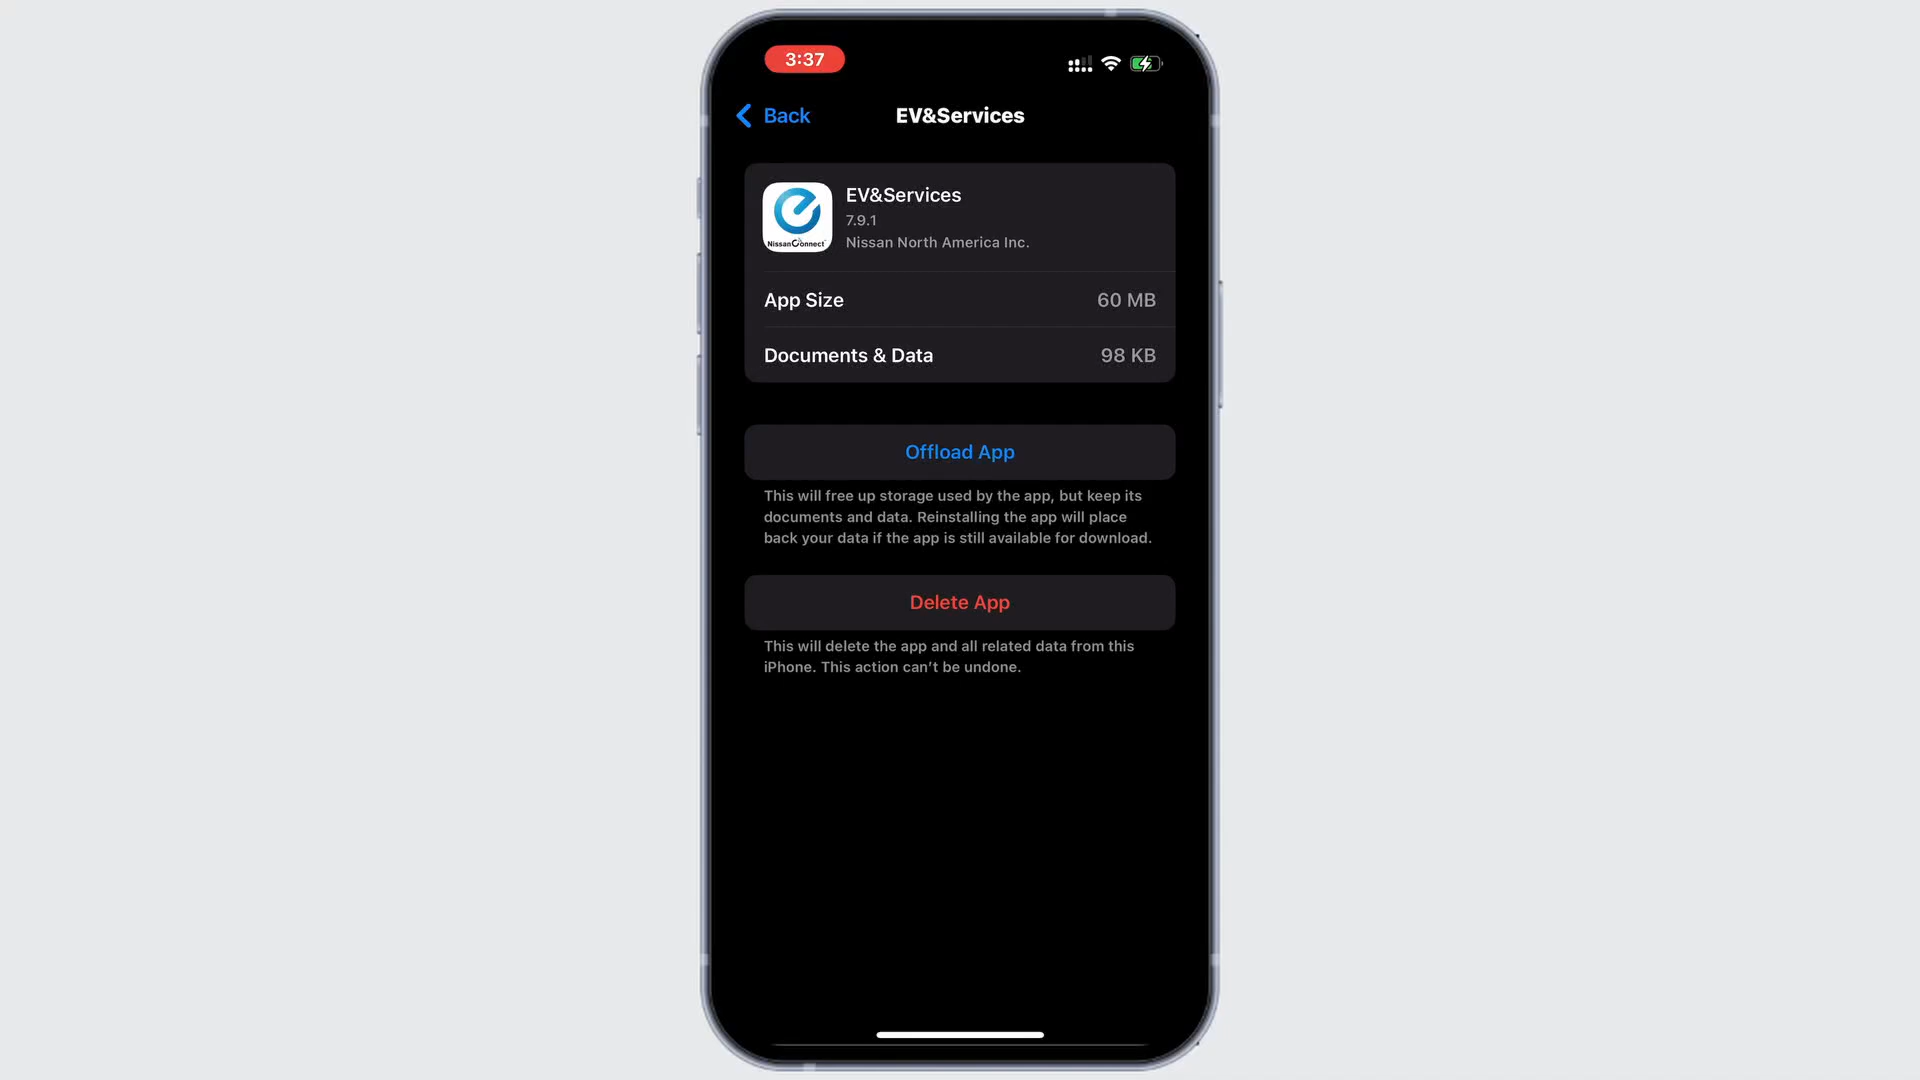 3:37
Back
EV&Services
EV&Services
7.9.1
NissanConnect
Nissan North America Inc.
App Size 60 MB
Documents & Data 98 KB
Offload App
This will free up storage used by the app, but keep its
documents and data. Reinstalling the app will place
back your data if the app is still available for download.
Delete App
This will delete the app and all related data from this
iPhone. This action can’t be undone.